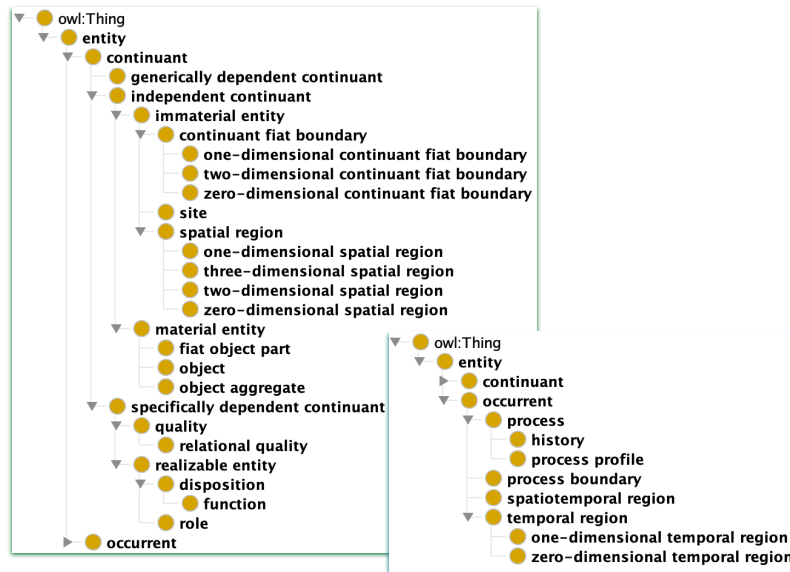 owl:Thing
entity
continuant
generically dependent continuant
independent continuant
immaterial entity
continuant fiat boundary
one-dimensional continuant fiat boundary
two-dimensional continuant fiat boundary
zero-dimensional continuant fiat boundary
site
spatial region
one-dimensional spatial region
three-dimensional spatial region
two-dimensional spatial region
zero-dimensional spatial region
material entity
fiat object part
object
object aggregate
specifically dependent continuant
quality
relational quality
realizable entity
disposition
function
role
occurrent
owl:Thing
entity
continuant
occurrent
process
history
process profile
process boundary
spatiotemporal region
temporal region
one-dimensional temporal region
zero-dimensional temporal region